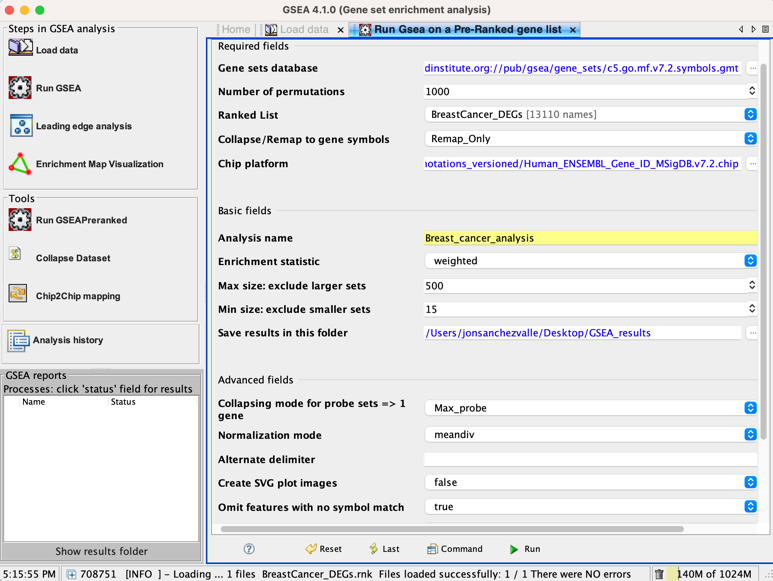 GSEA 4.1.0 (Gene set enrichment analysis)
Steps in GSEA analysis
Load data
Run GSEA
Leading edge analysis
Enrichment Map Visualization
Tools
Run GSEAPreranked
Collapse Dataset
Chip2Chip mapping
Analysis history
GSEA reports
Processes: click 'status' field for results
Name Status
Show results folder
Home Load data × Run Gsea on a Pre-Ranked gene list ×
Required fields
Gene sets database dinstitute.org://pub/gsea/gene_sets/c5.go.mf.v7.2.symbols.gmt ...
Number of permutations 1000
Ranked List BreastCancer_DEGs [13110 names]
Collapse/Remap to gene symbols Remap_Only
Chip platform notations_versioned/Human_ENSEMBL_Gene_ID_MSigDB.v7.2.chip ...
Basic fields
Analysis name Breast_cancer_analysis
Enrichment statistic weighted
Max size: exclude larger sets 500
Min size: exclude smaller sets 15
Save results in this folder /Users/jonsanchezvalle/Desktop/GSEA_results ...
Advanced fields
Collapsing mode for probe sets => 1
gene Max_probe
Normalization mode meandiv
Alternate delimiter
Create SVG plot images false
Omit features with no symbol match true
? Reset Last Command Run
5:15:55 PM 708751 [INFO ] - Loading ... 1 files BreastCancer_DEGs.rnk Files loaded successfully: 1 / 1 There were NO errors 140M of 1024M